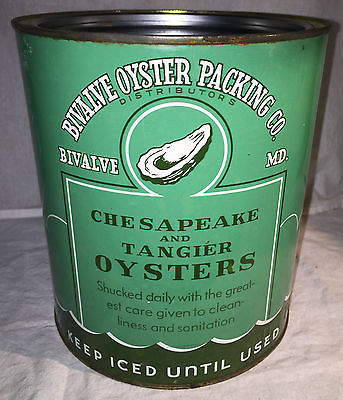 BIVALVE OYSTER PACKING CO.
DISTRIBUTORS
BIVALVE MD.
CHESAPEAKE
AND
TANGIÉR
OYSTERS
Shucked daily with the great-
est care given to clean-
liness and sanitation
KEEP ICED UNTIL USED